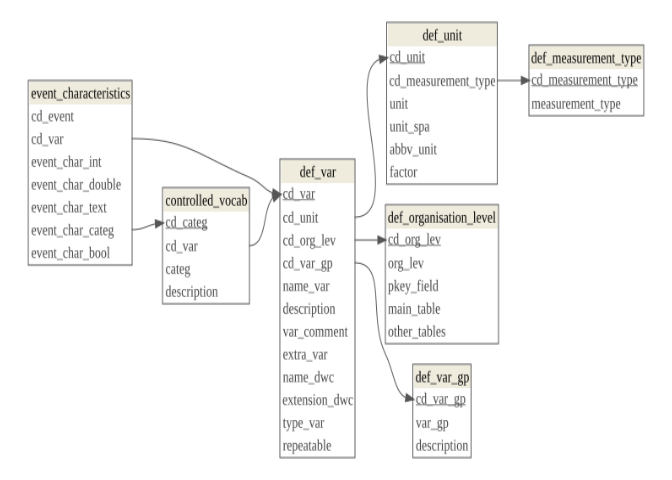 event_characteristics
cd_event
cd_var
event_char_int
event_char_double
event_char_text
event_char_categ
event_char_bool
controlled_vocab
cd_categ
cd_var
categ
description
def_var
cd_var
cd_unit
cd_org_lev
cd_var_gp
name_var
description
var_comment
extra_var
name_dwc
extension_dwc
type_var
repeatable
def_unit
cd_unit
cd_measurement_type
unit
unit_spa
abbv_unit
factor
def_organisation_level
cd_org_lev
org_lev
pkey_field
main_table
other_tables
def_var_gp
cd_var_gp
var_gp
description
def_measurement_type
cd_measurement_type
measurement_type